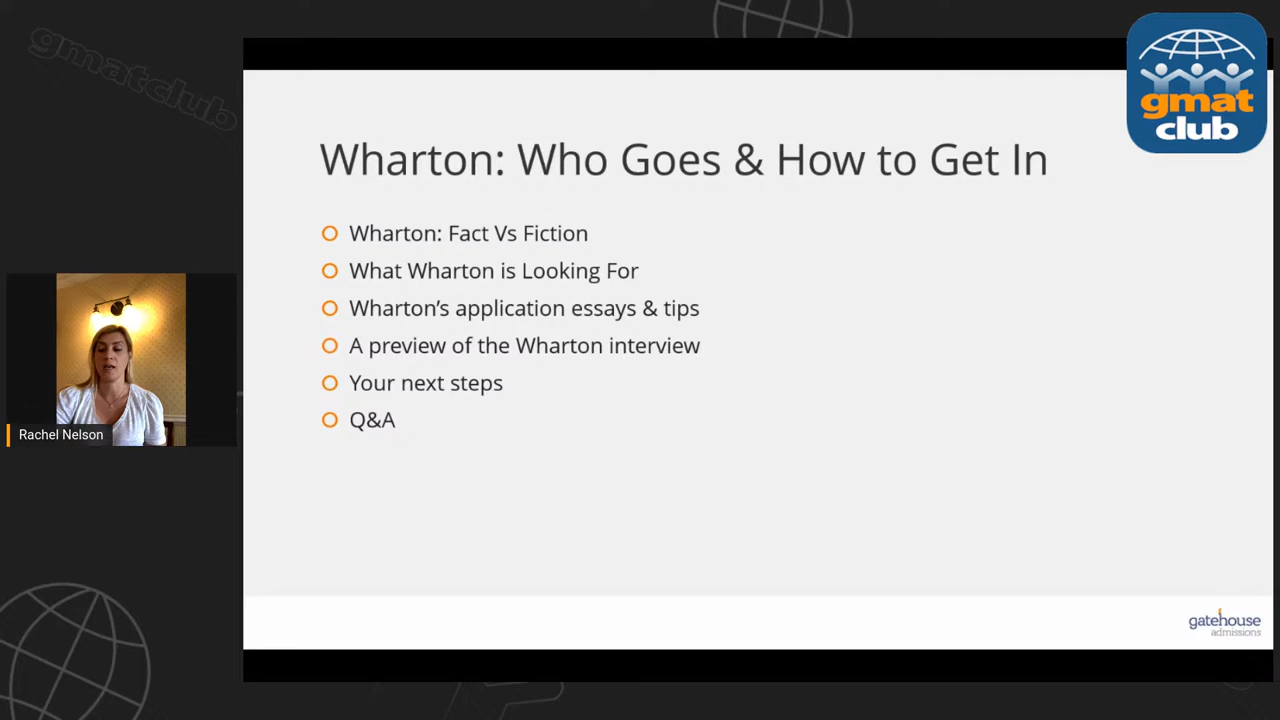 gmatclub
gmat
club
Wharton: Who Goes & How to Get In
Wharton: Fact Vs Fiction
What Wharton is Looking For
Wharton’s application essays & tips
A preview of the Wharton interview
Your next steps
Q&A
Rachel Nelson
gatehouse
admissions